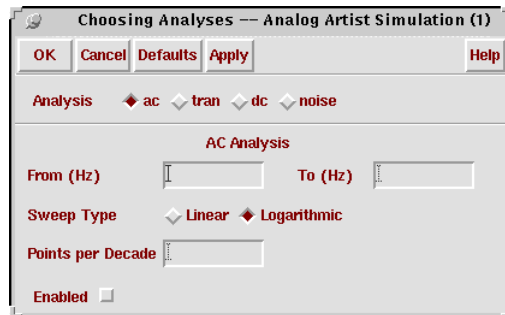 Choosing Analyses -- Analog Artist Simulation (1)
OK Cancel Defaults Apply Help
Analysis ac tran dc noise
AC Analysis
From (Hz) To (Hz)
Sweep Type Linear Logarithmic
Points per Decade
Enabled